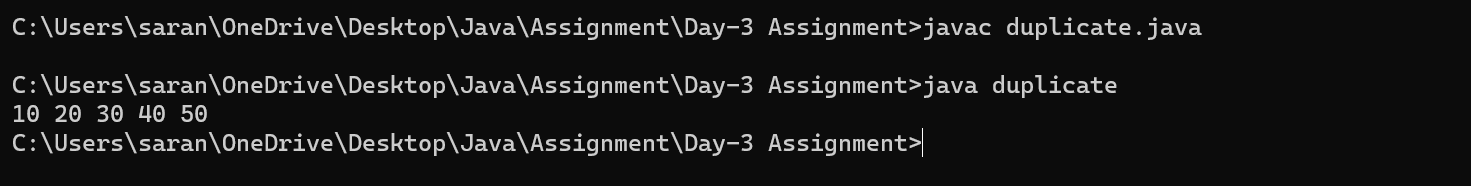 C:\Users\saran\OneDrive\Desktop\Java\Assignment\Day-3 Assignment>javac duplicate.java
C:\Users\saran\OneDrive\Desktop\Java\Assignment\Day-3 Assignment>java duplicate
10 20 30 40 50
C:\Users\saran\OneDrive\Desktop\Java\Assignment\Day-3 Assignment>